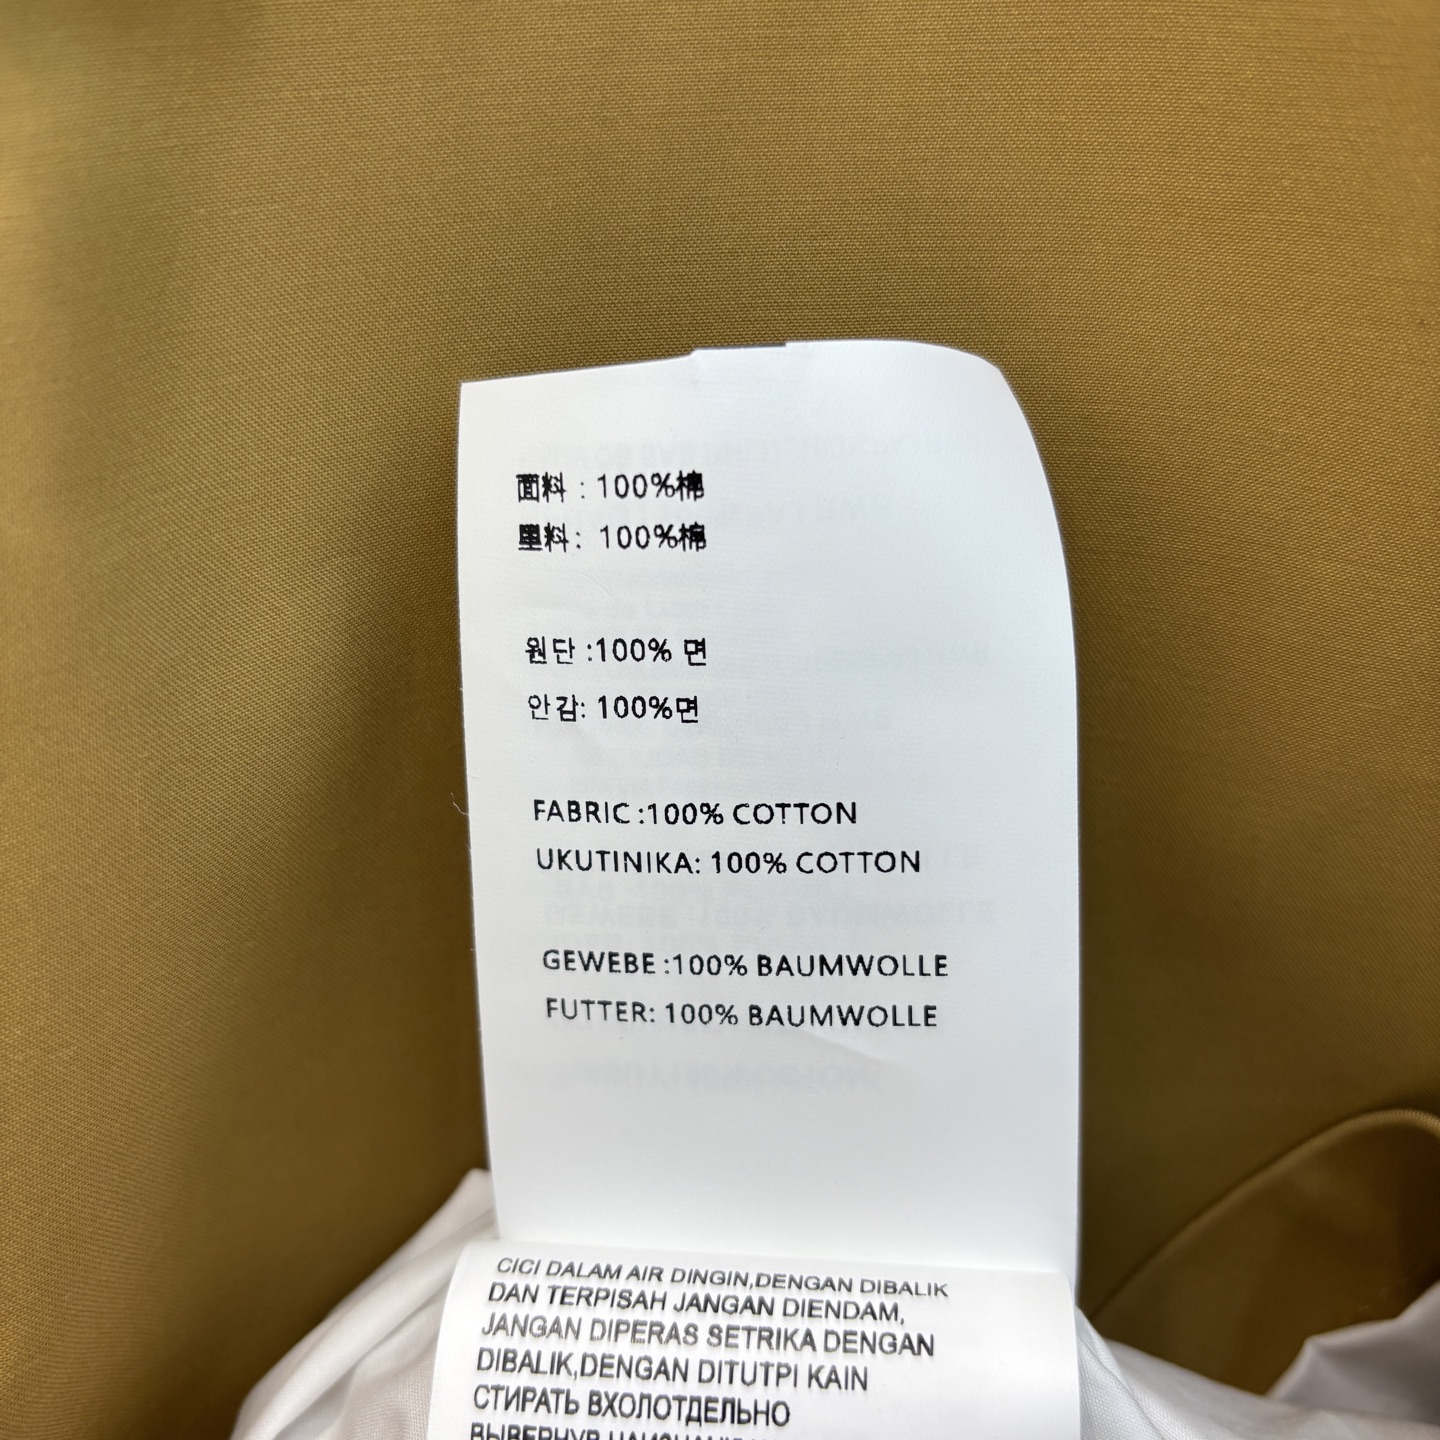 面料 : 100%棉
里料: 100%棉
원단 :100% 면
안감: 100%면
FABRIC :100% COTTON
UKUTINIKA: 100% COTTON
GEWEBE :100% BAUMWOLLE
FUTTER: 100% BAUMWOLLE
CICI DALAM AIR DINGIN,DENGAN DIBALIK
DAN TERPISAH JANGAN DIENDAM,
JANGAN DIPERAS SETRIKA DENGAN
DIBALIK,DENGAN DITUTPI KAIN
СТИРАТЬ ВХОЛОТДЕЛЬНО